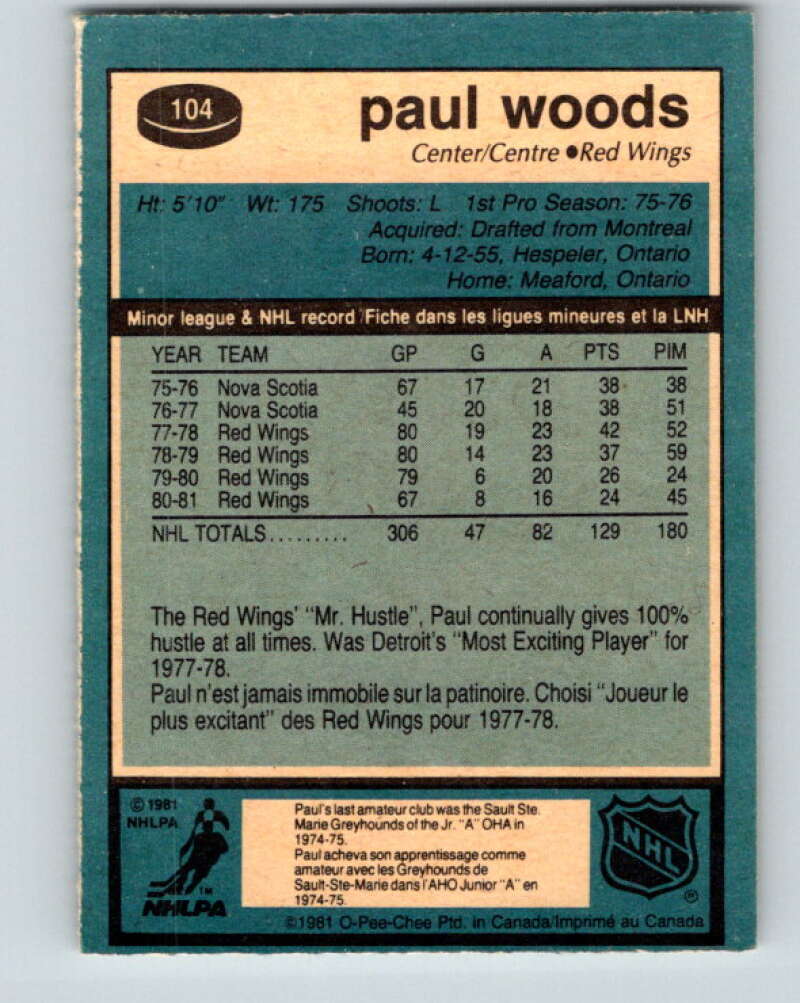 104
paul woods
Center/Centre ●Red Wings
Ht: 5'10" Wt: 175 Shoots: L 1st Pro Season: 75-76
Acquired: Drafted from Montreal
Born: 4-12-55, Hespeler, Ontario
Home: Meaford, Ontario
Minor league & NHL record/Fiche dans les ligues mineures et la LNH
YEAR TEAM GP G A PTS PIM
75-76 Nova Scotia 67 17 21 38 38
76-77 Nova Scotia 45 20 18 38 51
77-78 Red Wings 80 19 23 42 52
78-79 Red Wings 80 14 23 37 59
79-80 Red Wings 79 6 20 26 24
80-81 Red Wings 67 8 16 24 45
NHL TOTALS......... 306 47 82 129 180
The Red Wings' "Mr. Hustle", Paul continually gives 100%
hustle at all times. Was Detroit's "Most Exciting Player" for
1977-78.
Paul n'est jamais immobile sur la patinoire. Choisi "Joueur le
plus excitant" des Red Wings pour 1977-78.
© 1981
NHLPA
TM
NHLPA
Paul's last amateur club was the Sault Ste.
Marie Greyhounds of the Jr. "A" OHA in
1974-75.
Paul acheva son apprentissage comme
amateur avec les Greyhounds de
Sault-Ste-Marie dans l'AHO Junior "A" en
1974-75.
NHL
®
©1981 O-Pee-Chee Ptd. in Canada/Imprimé au Canada